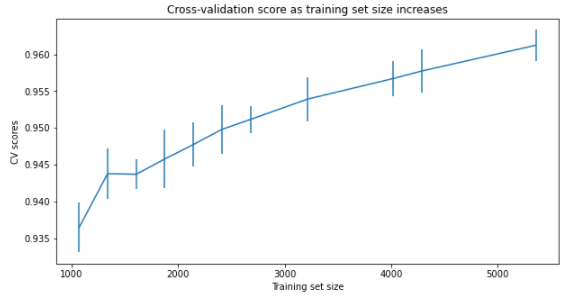 Cross-validation score as training set size increases
CV scores
0.960
0.955
0.950
0.945
0.940
0.935
1000 2000 3000 4000 5000
Training set size